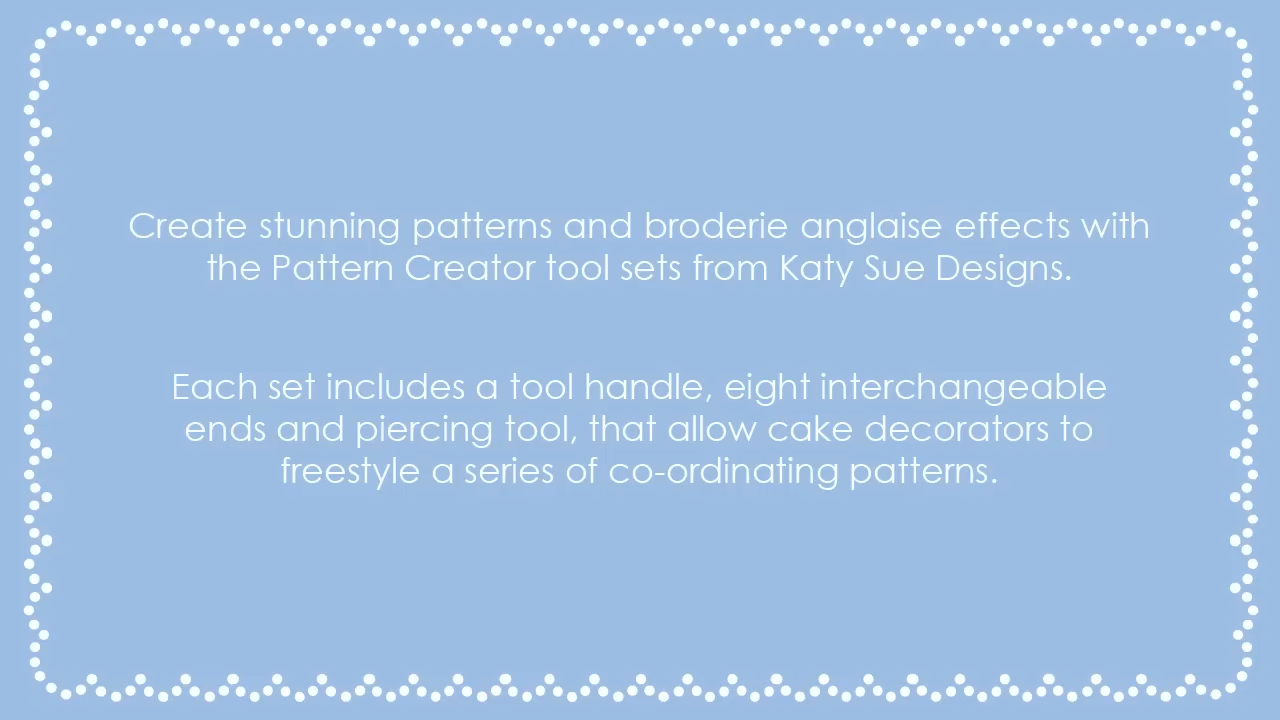 Create stunning patterns and broderie anglaise effects with
the Pattern Creator tool sets from Katy Sue Designs.
Each set includes a tool handle, eight interchangeable
ends and piercing tool, that allow cake decorators to
freestyle a series of co-ordinating patterns.